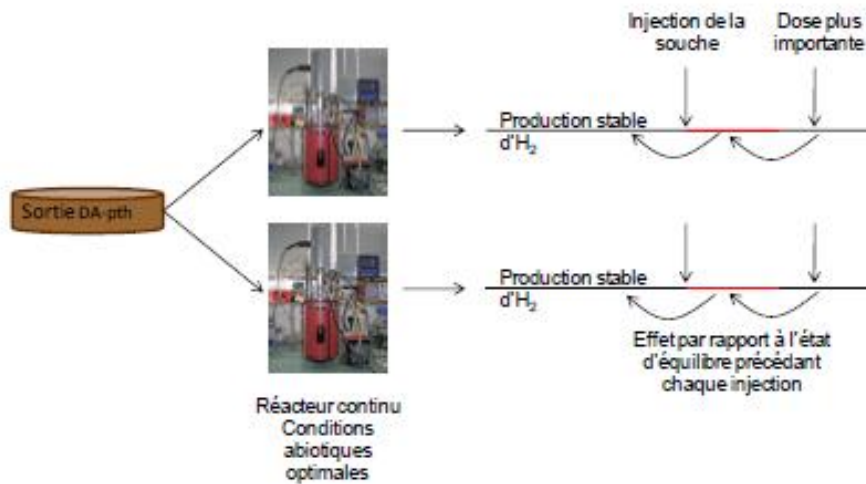 Injection de la
souche
Dose plus
importante
Production stable
d'H₂
Sortie DA-pth
Production stable
d'H₂
Effet par rapport à l'état
d'équilibre précédant
chaque injection
Réacteur continu
Conditions
abiotiques
optimales